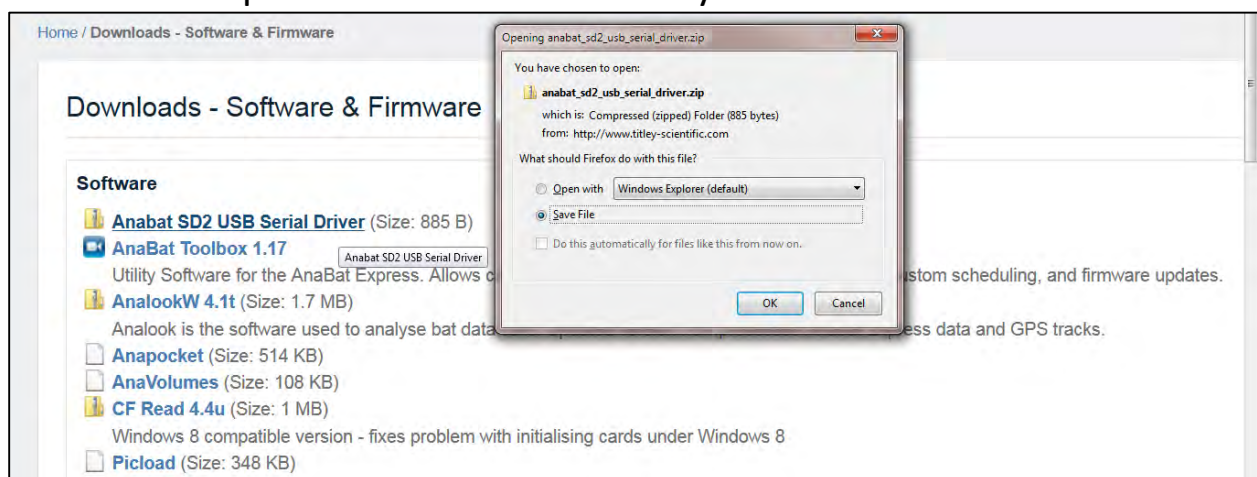 Home / Downloads - Software & Firmware
Downloads - Software & Firmware
Software
Anabat SD2 USB Serial Driver (Size: 885 B)
AnaBat Toolbox 1.17
Anabat SD2 USB Serial Driver
Utility Software for the AnaBat Express. Allows
stom scheduling, and firmware updates.
AnalookW 4.1t (Size: 1.7 MB)
Analook is the software used to analyse bat data
ess data and GPS tracks.
Anapocket (Size: 514 KB)
AnaVolumes (Size: 108 KB)
CF Read 4.4u (Size: 1 MB)
Windows 8 compatible version - fixes problem with initialising cards under Windows 8
Picload (Size: 348 KB)
Opening anabat_sd2_usb_serial_driver.zip
You have chosen to open:
anabat_sd2_usb_serial_driver.zip
which is: Compressed (zipped) Folder (885 bytes)
from: http://www.titley-scientific.com
What should Firefox do with this file?
Open with Windows Explorer (default)
Save File
Do this automatically for files like this from now on.
OK Cancel